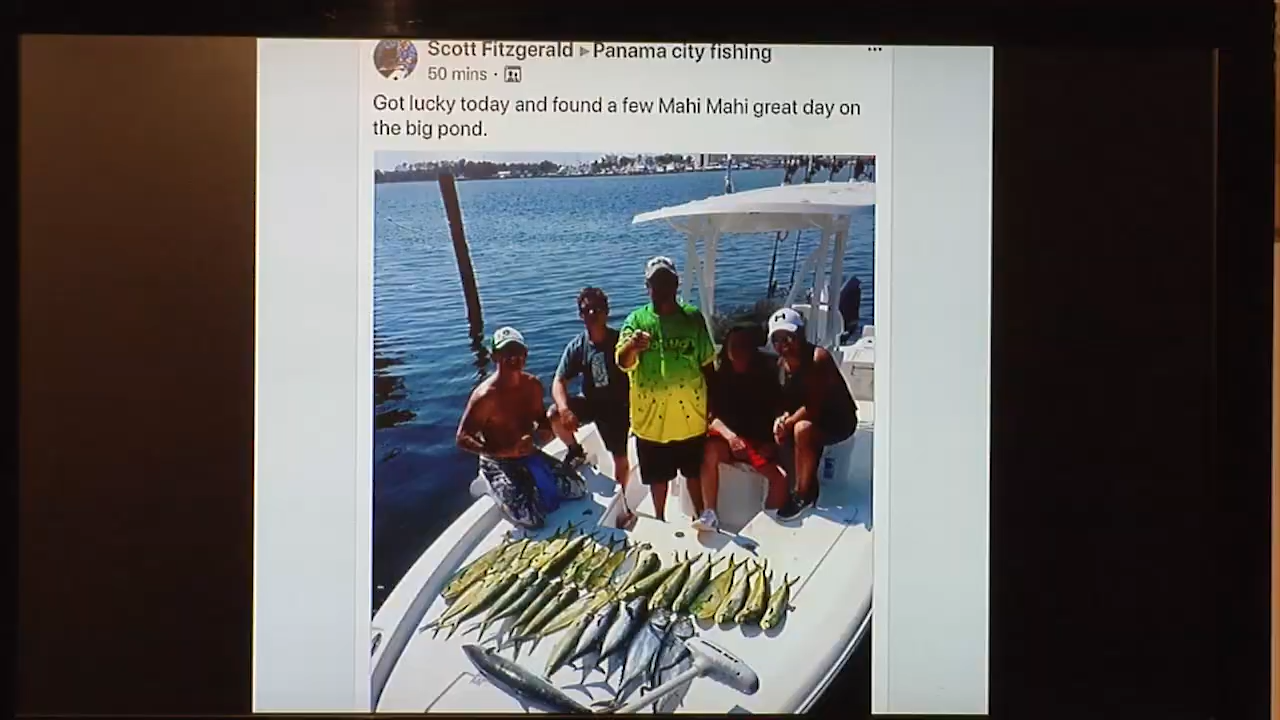 Scott Fitzgerald ▸ Panama city fishing
50 mins ·
Got lucky today and found a few Mahi Mahi great day on
the big pond.